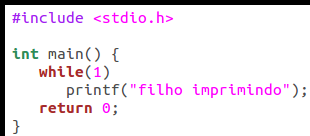 #include <stdio.h>

int main() {
   while(1)
      printf("filho imprimindo");
   return 0;
}